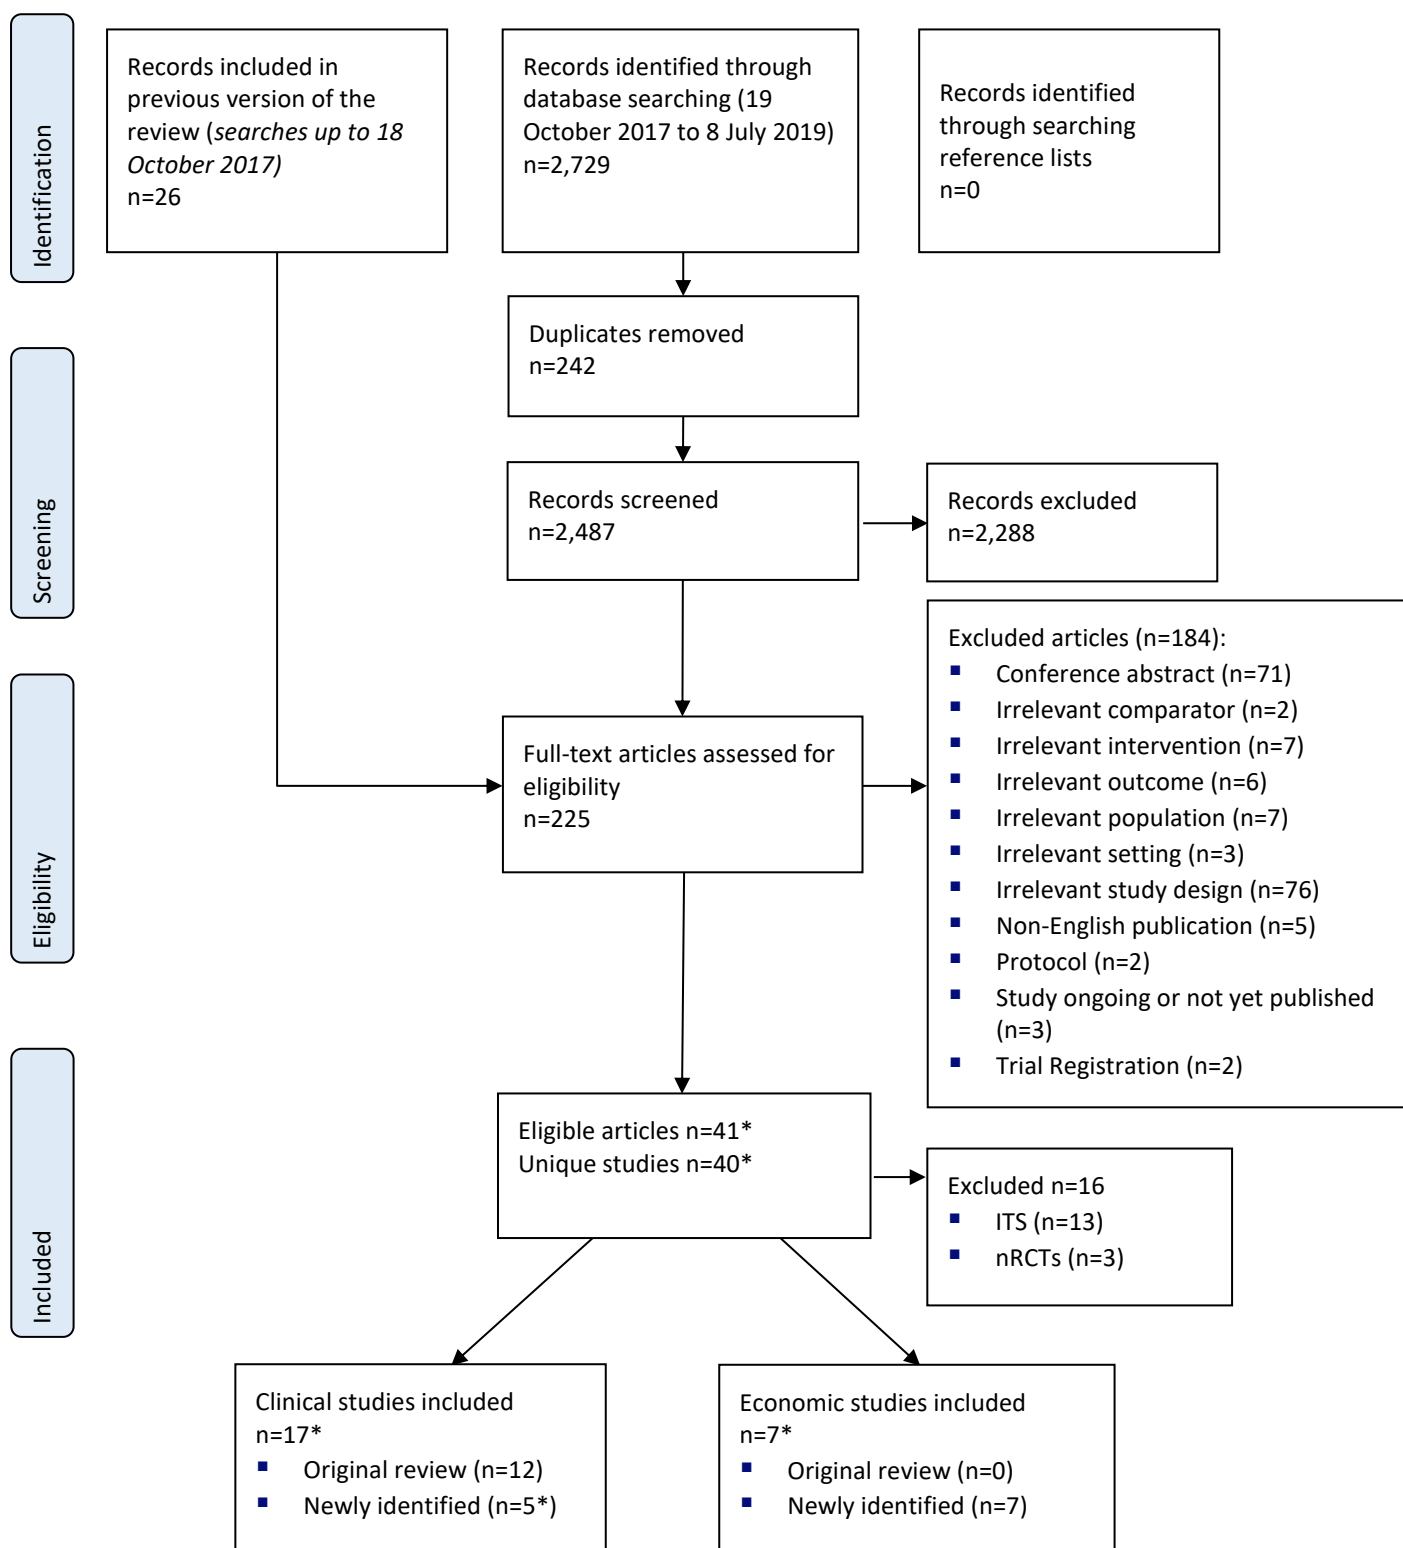 Identification
Records included in
previous version of the
review (searches up to 18
October 2017)
n=26
Records identified through
database searching (19
October 2017 to 8 July 2019)
n=2,729
Records identified
through searching
reference lists
n=0
Duplicates removed
n=242
Screening
Records screened
n=2,487
Records excluded
n=2,288
Eligibility
Full-text articles assessed for
eligibility
n=225
Excluded articles (n=184):
▪ Conference abstract (n=71)
▪ Irrelevant comparator (n=2)
▪ Irrelevant intervention (n=7)
▪ Irrelevant outcome (n=6)
▪ Irrelevant population (n=7)
▪ Irrelevant setting (n=3)
▪ Irrelevant study design (n=76)
▪ Non-English publication (n=5)
▪ Protocol (n=2)
▪ Study ongoing or not yet published
(n=3)
▪ Trial Registration (n=2)
Included
Eligible articles n=41*
Unique studies n=40*
Excluded n=16
▪ ITS (n=13)
▪ nRCTs (n=3)
Clinical studies included
n=17*
▪ Original review (n=12)
▪ Newly identified (n=5*)
Economic studies included
n=7*
▪ Original review (n=0)
▪ Newly identified (n=7)